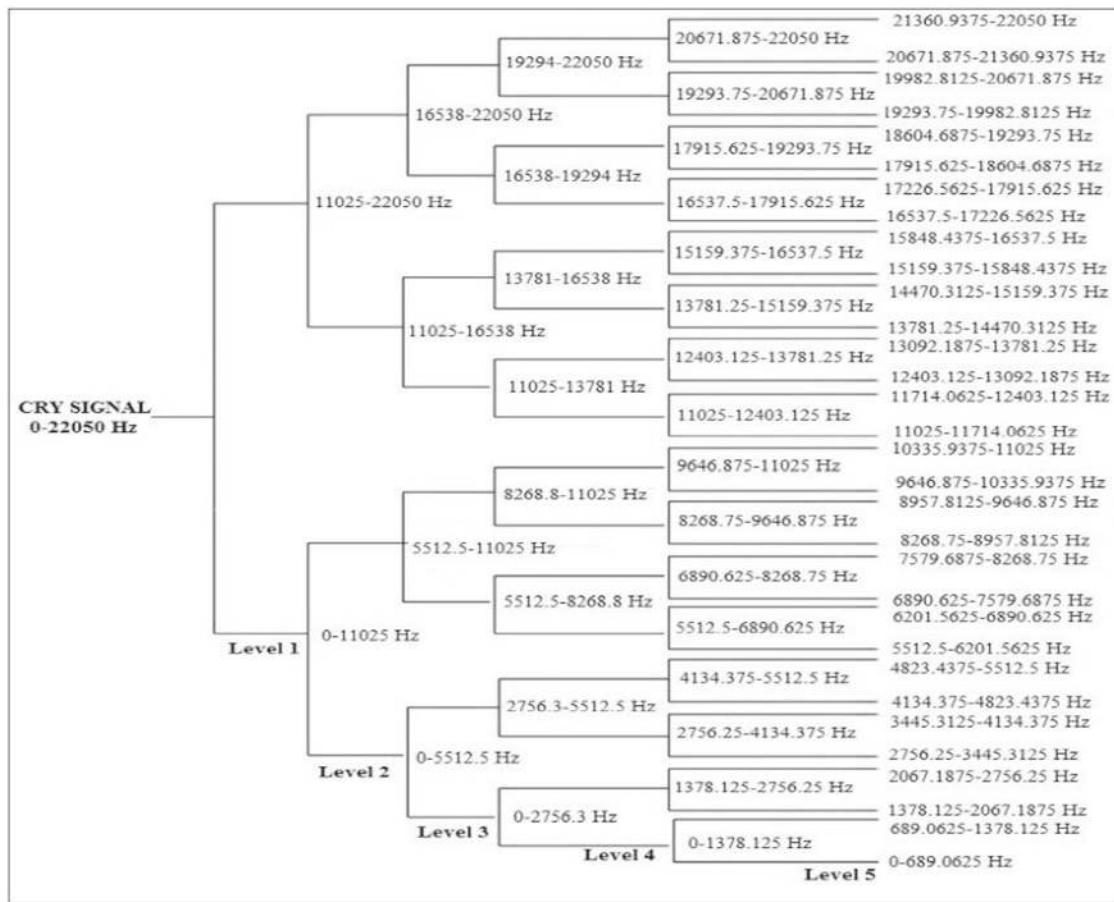 21360.9375-22050 Hz
20671.875-22050 Hz
19294-22050 Hz
20671.875-21360.9375 Hz
19982.8125-20671.875 Hz
19293.75-20671.875 Hz
16538-22050 Hz
19293.75-19982.8125 Hz
18604.6875-19293.75 Hz
17915.625-19293.75 Hz
17915.625-18604.6875 Hz
16538-19294 Hz
17226.5625-17915.625 Hz
16537.5-17915.625 Hz
11025-22050 Hz
16537.5-17226.5625 Hz
15848.4375-16537.5 Hz
15159.375-16537.5 Hz
15159.375-15848.4375 Hz
13781-16538 Hz
14470.3125-15159.375 Hz
13781.25-15159.375 Hz
13781.25-14470.3125 Hz
11025-16538 Hz
13092.1875-13781.25 Hz
12403.125-13781.25 Hz
12403.125-13092.1875 Hz
11025-13781 Hz
11714.0625-12403.125 Hz
CRY SIGNAL
0-22050 Hz
11025-12403.125 Hz
11025-11714.0625 Hz
10335.9375-11025 Hz
9646.875-11025 Hz
9646.875-10335.9375 Hz
8268.8-11025 Hz
8957.8125-9646.875 Hz
8268.75-9646.875 Hz
8268.75-8957.8125 Hz
5512.5-11025 Hz
7579.6875-8268.75 Hz
6890.625-8268.75 Hz
5512.5-8268.8 Hz
6890.625-7579.6875 Hz
6201.5625-6890.625 Hz
0-11025 Hz
5512.5-6890.625 Hz
Level 1
5512.5-6201.5625 Hz
4823.4375-5512.5 Hz
4134.375-5512.5 Hz
4134.375-4823.4375 Hz
2756.3-5512.5 Hz
3445.3125-4134.375 Hz
2756.25-4134.375 Hz
2756.25-3445.3125 Hz
0-5512.5 Hz
Level 2
2067.1875-2756.25 Hz
1378.125-2756.25 Hz
1378.125-2067.1875 Hz
0-2756.3 Hz
Level 3
689.0625-1378.125 Hz
0-1378.125 Hz
Level 4
0-689.0625 Hz
Level 5